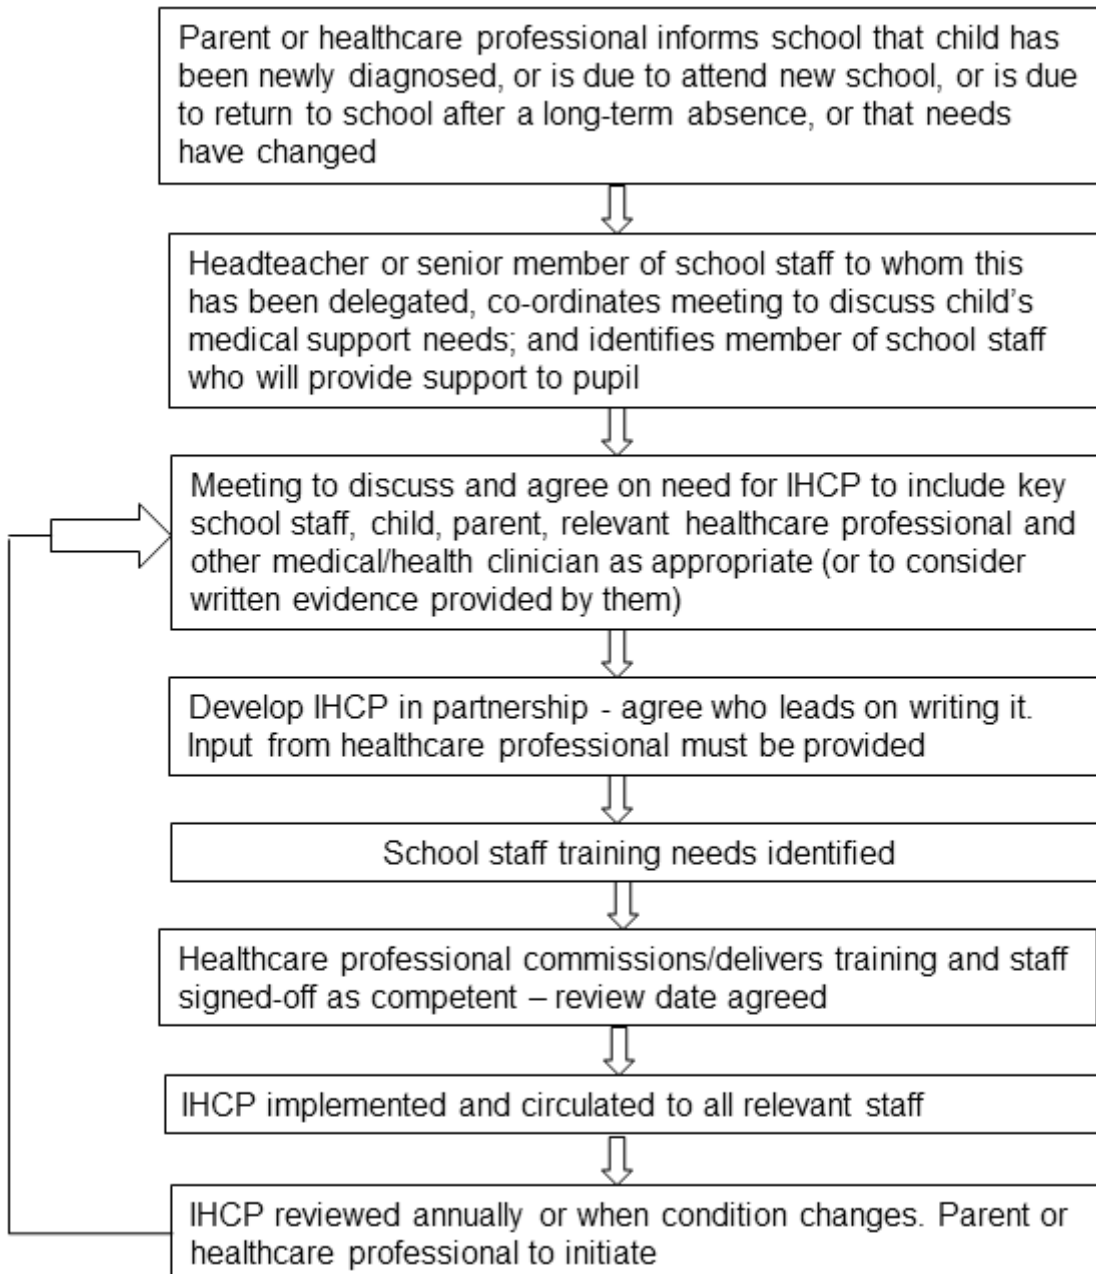 Parent or healthcare professional informs school that child has
been newly diagnosed, or is due to attend new school, or is due
to return to school after a long-term absence, or that needs
have changed
Headteacher or senior member of school staff to whom this
has been delegated, co-ordinates meeting to discuss child's
medical support needs; and identifies member of school staff
who will provide support to pupil
Meeting to discuss and agree on need for IHCP to include key
school staff, child, parent, relevant healthcare professional and
other medical/health clinician as appropriate (or to consider
written evidence provided by them)
Develop IHCP in partnership - agree who leads on writing it.
Input from healthcare professional must be provided
School staff training needs identified
Healthcare professional commissions/delivers training and staff
signed-off as competent – review date agreed
IHCP implemented and circulated to all relevant staff
IHCP reviewed annually or when condition changes. Parent or
healthcare professional to initiate